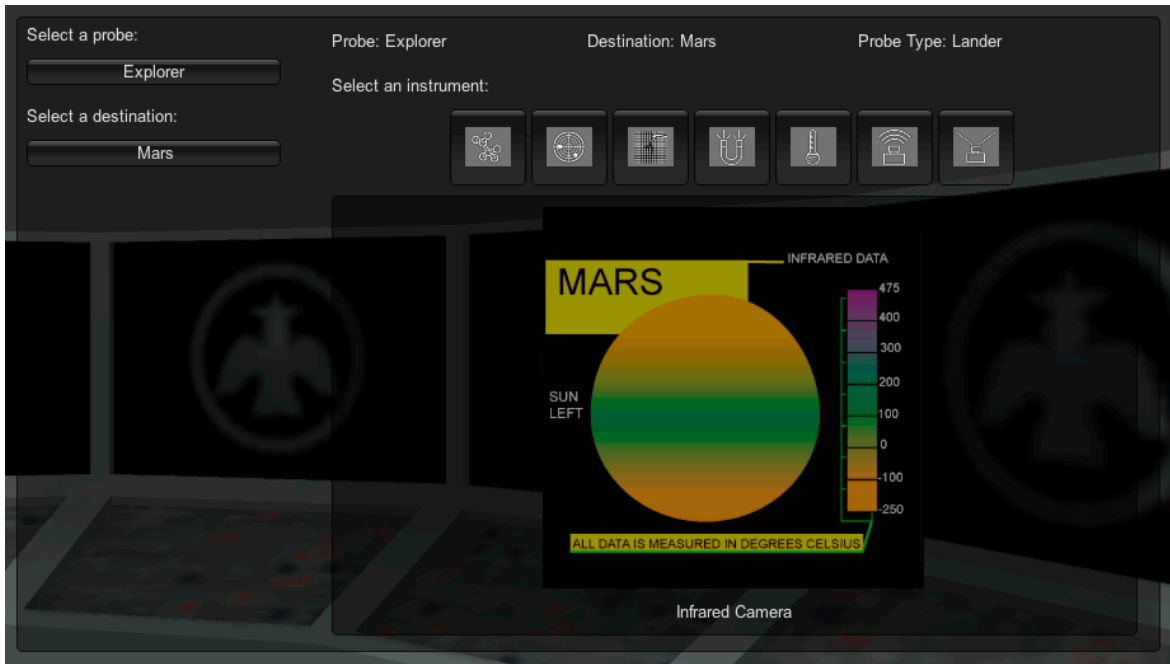 Select a probe:
Explorer
Select a destination:
Mars
Probe: Explorer
Destination: Mars
Probe Type: Lander
Select an instrument:
MARS
INFRARED DATA
SUN
LEFT
475
400
300
200
100
0
-100
-250
ALL DATA IS MEASURED IN DEGREES CELSIUS
Infrared Camera